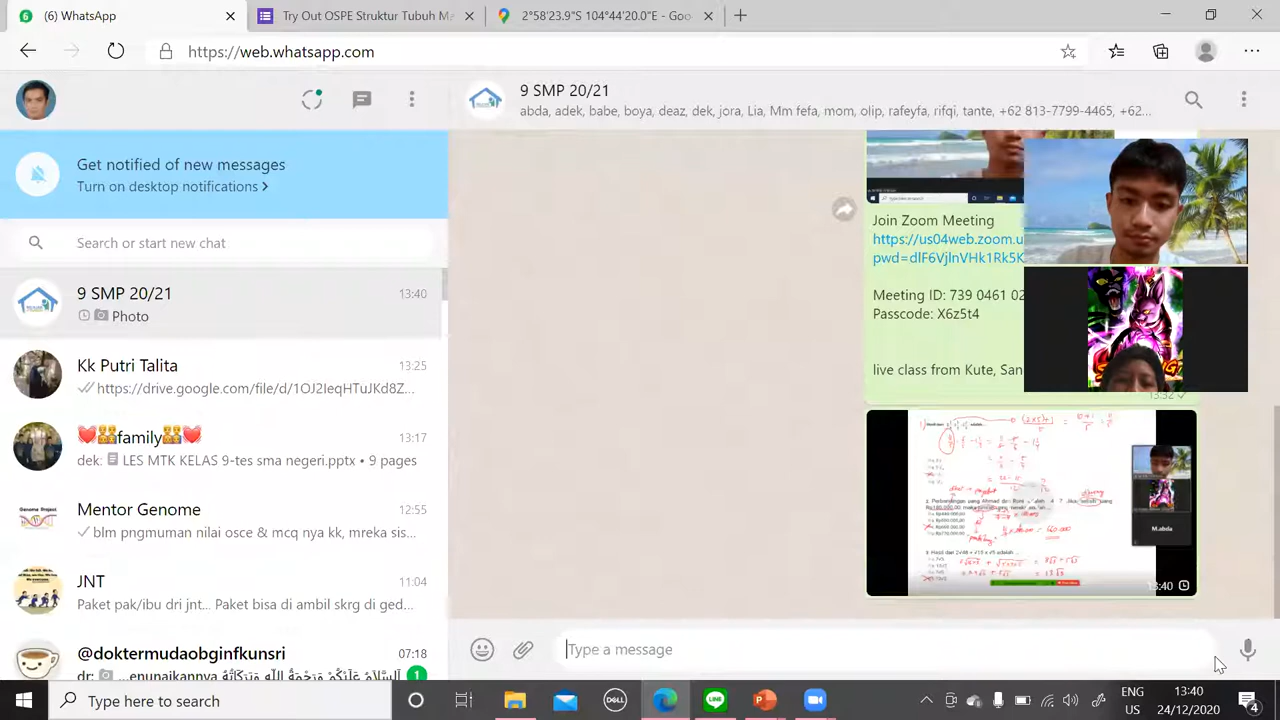 (6) WhatsApp
Try Out OSPE Struktur Tubuh Ma
2°58'23.9"S 104°44'20.0"E - Goo
https://web.whatsapp.com
9 SMP 20/21
abda, adek, babe, boya, deaz, dek, jora, Lia, Mm fefa, mom, olip, rafeyfa, rifqi, tante, +62 813-7799-4465, +62...
Get notified of new messages
Turn on desktop notifications
Search or start new chat
9 SMP 20/21
13:40
Photo
Kk Putri Talita
13:25
https://drive.google.com/file/d/1OJ2IeqHTuJKd8Z...
family
13:17
dek: LES MTK KELAS 9-tes sma negeri.pptx • 9 pages
Mentor Genome
12:55
blm pngmuman nilai exce & mcq nya kk, mreka sis...
JNT
11:04
Paket pak/ibu dri jnt... Paket bisa di ambil skrg di ged...
@doktermudaobginfkunsri
07:18
1
Join Zoom Meeting
https://us04web.zoom.u
pwd=dlF6VjlnVHk1Rk5K
Meeting ID: 739 0461 02
Passcode: X6z5t4
live class from Kute, San
13:32
M.abda
13:40
Type a message
Type here to search
DELL
LINE
ENG
US
13:40
24/12/2020
4